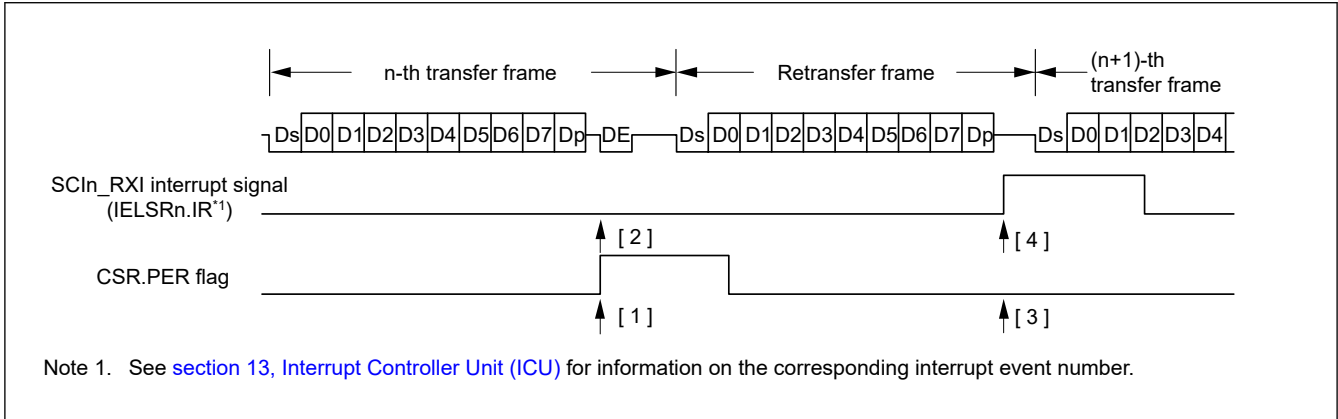 n-th transfer frame
Retransfer frame
(n+1)-th
transfer frame
Ds D0 D1 D2 D3 D4 D5 D6 D7 Dp DE Ds D0 D1 D2 D3 D4 D5 D6 D7 Dp Ds D0 D1 D2 D3 D4
SCIn_RXI interrupt signal
(IELSRn.IR*1)
[ 2 ]
[ 4 ]
CSR.PER flag
[ 1 ]
[ 3 ]
Note 1. See section 13, Interrupt Controller Unit (ICU) for information on the corresponding interrupt event number.